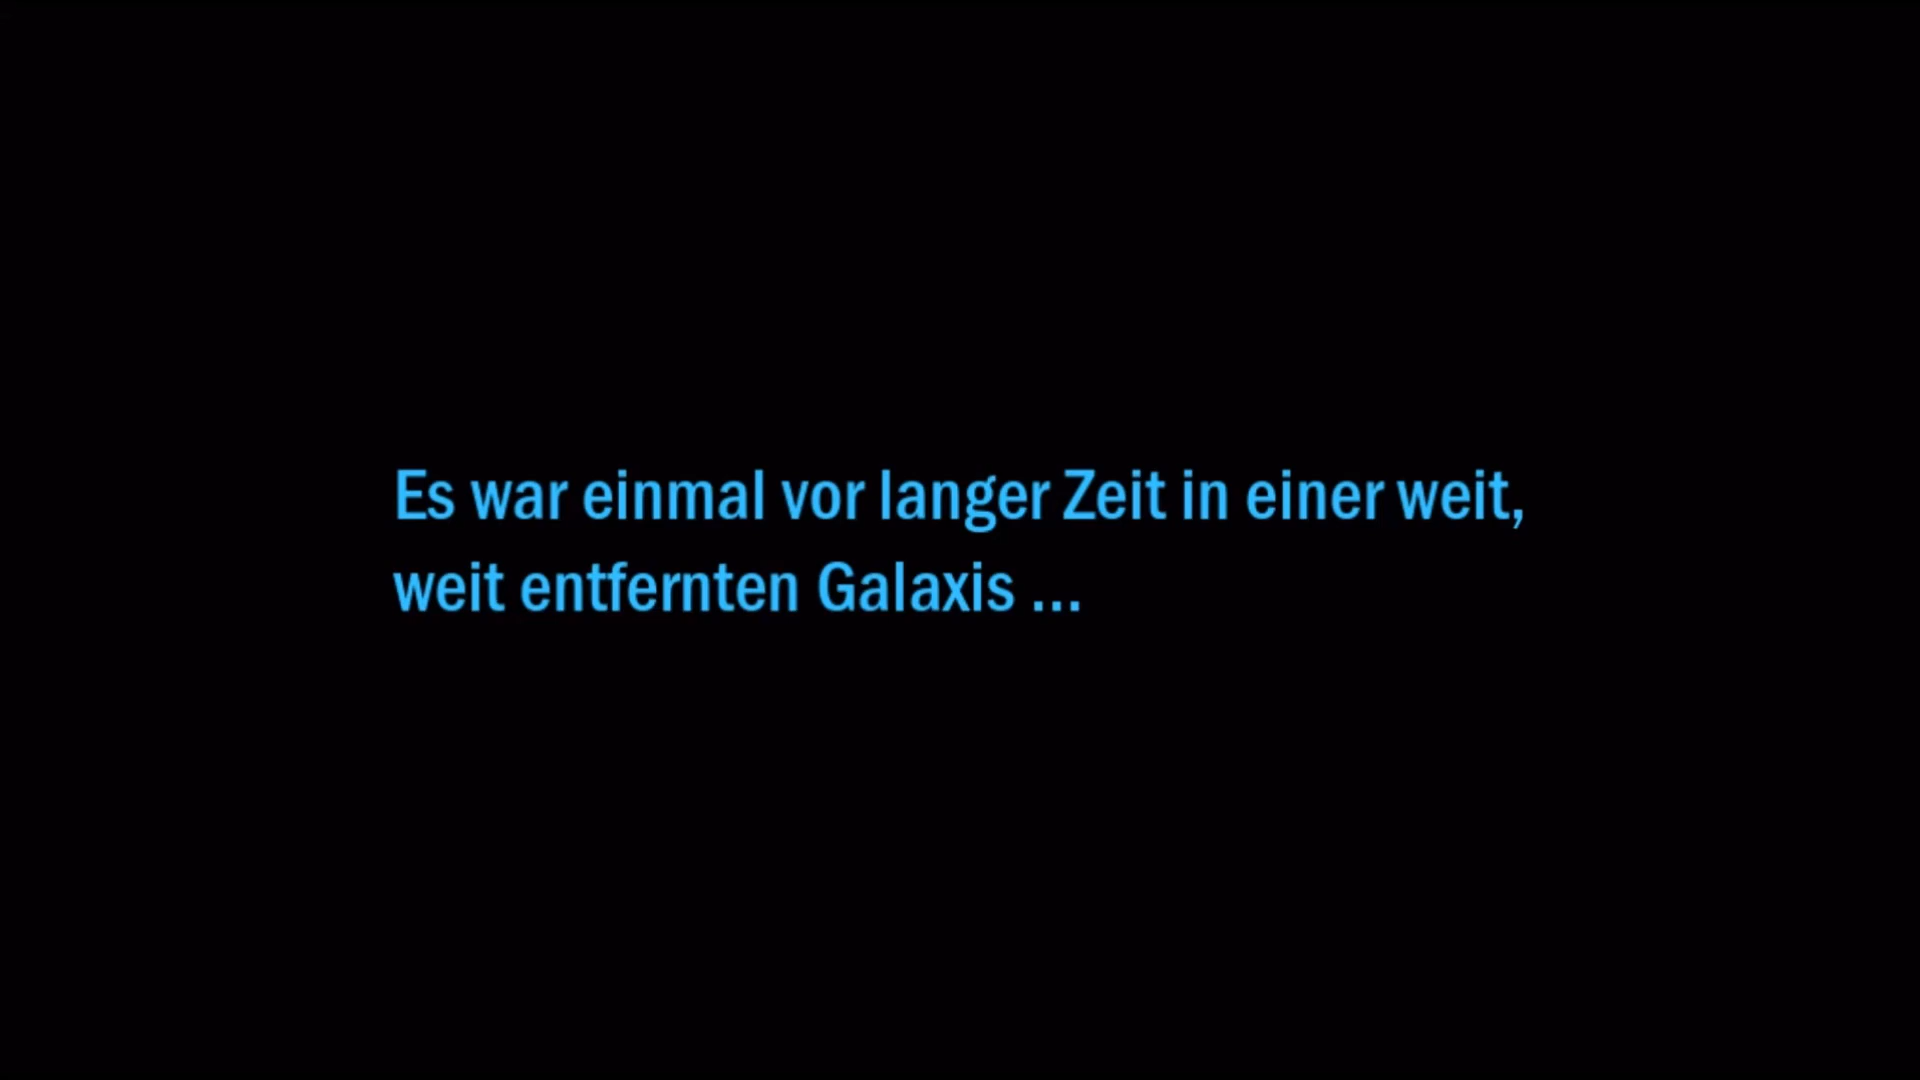 Es war einmal vor langer Zeit in einer weit,
weit entfernten Galaxis ...